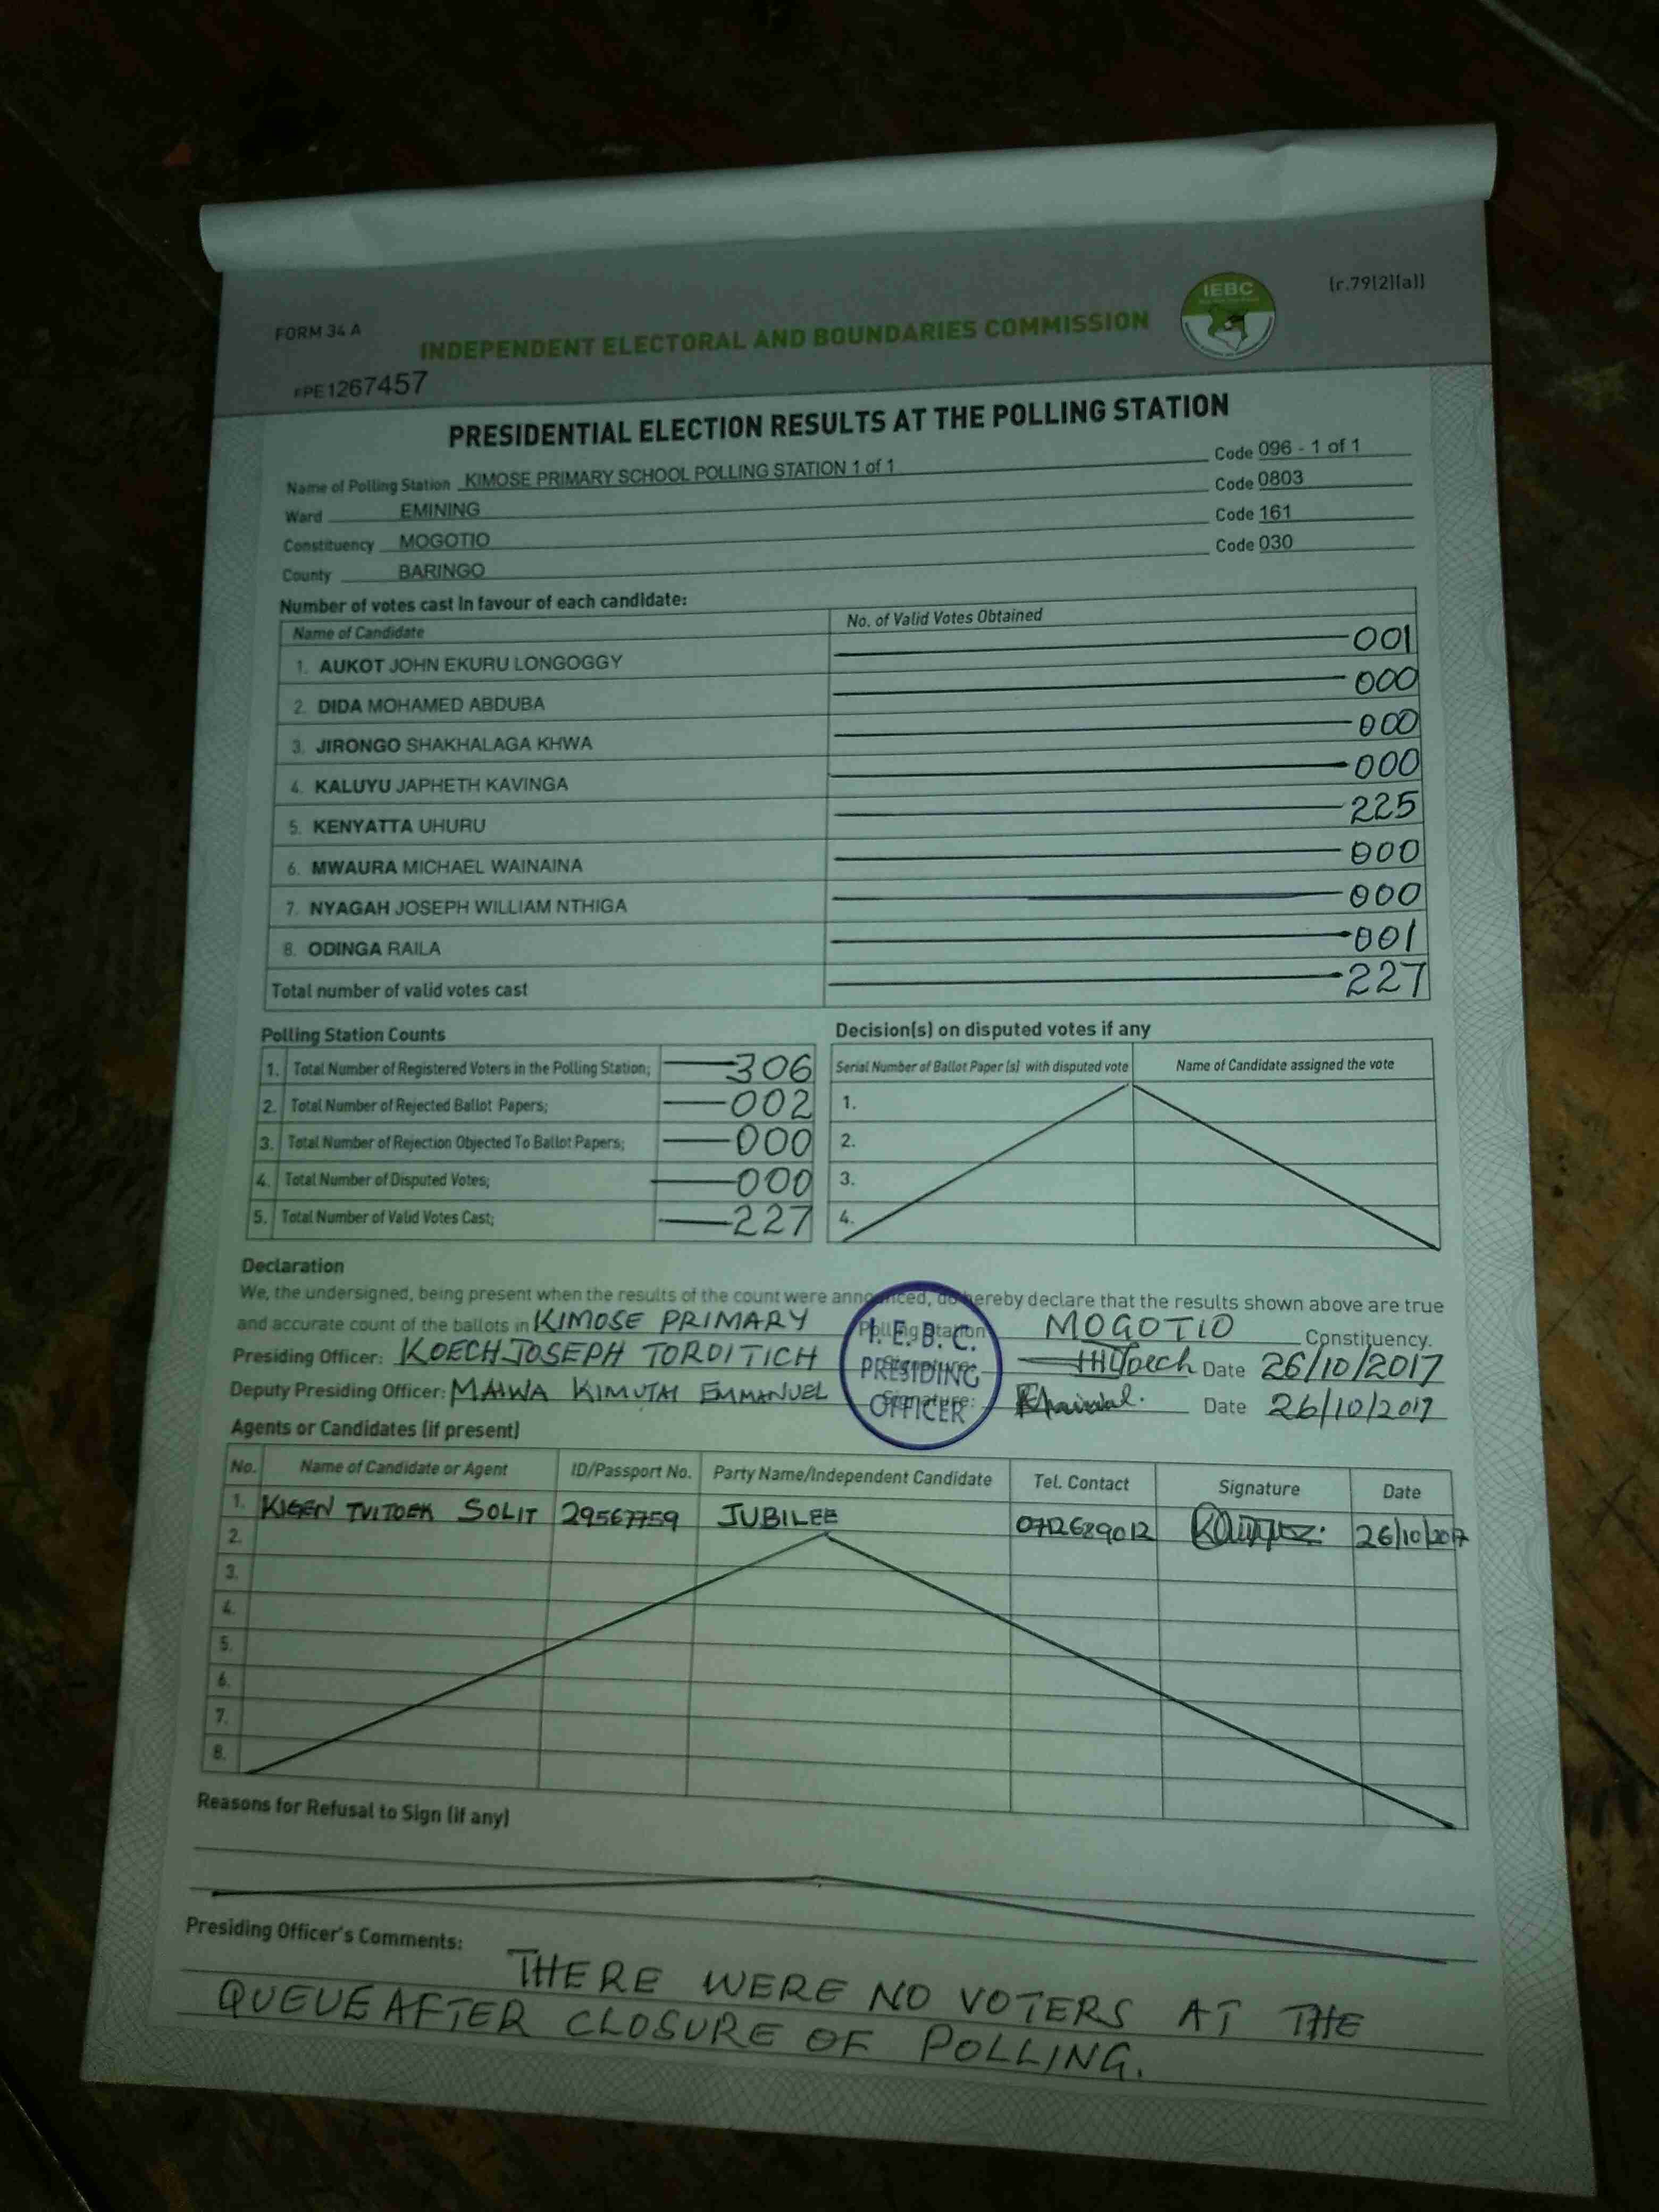 (r.79(2)(a))
IEBC
FORM 34 A
INDEPENDENT ELECTORAL AND BOUNDARIES COMMISSION
PE1267457
PRESIDENTIAL ELECTION RESULTS AT THE POLLING STATION
Name of Polling Station KIMOSE PRIMARY SCHOOL POLLING STATION 1 of 1 Code 096 - 1 of 1
Ward EMINING Code 0803
Constituency MOGOTIO Code 161
County BARINGO Code 030
Number of votes cast in favour of each candidate:
Name of Candidate No. of Valid Votes Obtained
1. AUKOT JOHN EKURU LONGOGGY 001
2. DIDA MOHAMED ABDUBA 000
3. JIRONGO SHAKHALAGA KHWA 000
4. KALUYU JAPHETH KAVINGA 000
5. KENYATTA UHURU 225
6. MWAURA MICHAEL WAINAINA 000
7. NYAGAH JOSEPH WILLIAM NTHIGA 000
8. ODINGA RAILA 001
Total number of valid votes cast 227
Polling Station Counts
1. Total Number of Registered Voters in the Polling Station; 306
2. Total Number of Rejected Ballot Papers; 002
3. Total Number of Rejection Objected To Ballot Papers; 000
4. Total Number of Disputed Votes; 000
5. Total Number of Valid Votes Cast; 227
Decision(s) on disputed votes if any
Serial Number of Ballot Paper (s) with disputed vote Name of Candidate assigned the vote
1.
2.
3.
4.
Declaration
We, the undersigned, being present when the results of the count were announced, do hereby declare that the results shown above are true
and accurate count of the ballots in KIMOSE PRIMARY Polling Station MOGOTIO Constituency.
Presiding Officer: KOECH JOSEPH TOROITICH Signature: Date 26/10/2017
Deputy Presiding Officer: MAIWA KIMUTAI EMMANUEL Signature: Date 26/10/2017
I.E.B.C.
PRESIDING
OFFICER
Agents or Candidates (if present)
No. Name of Candidate or Agent ID/Passport No. Party Name/Independent Candidate Tel. Contact Signature Date
1. KIGEN SOLIT 29567759 JUBILEE 0712689012 26/10/2017
2.
3.
4.
5.
6.
7.
8.
Reasons for Refusal to Sign (if any)
Presiding Officer's Comments:
THERE WERE NO VOTERS AT THE
QUEUE AFTER CLOSURE OF POLLING.